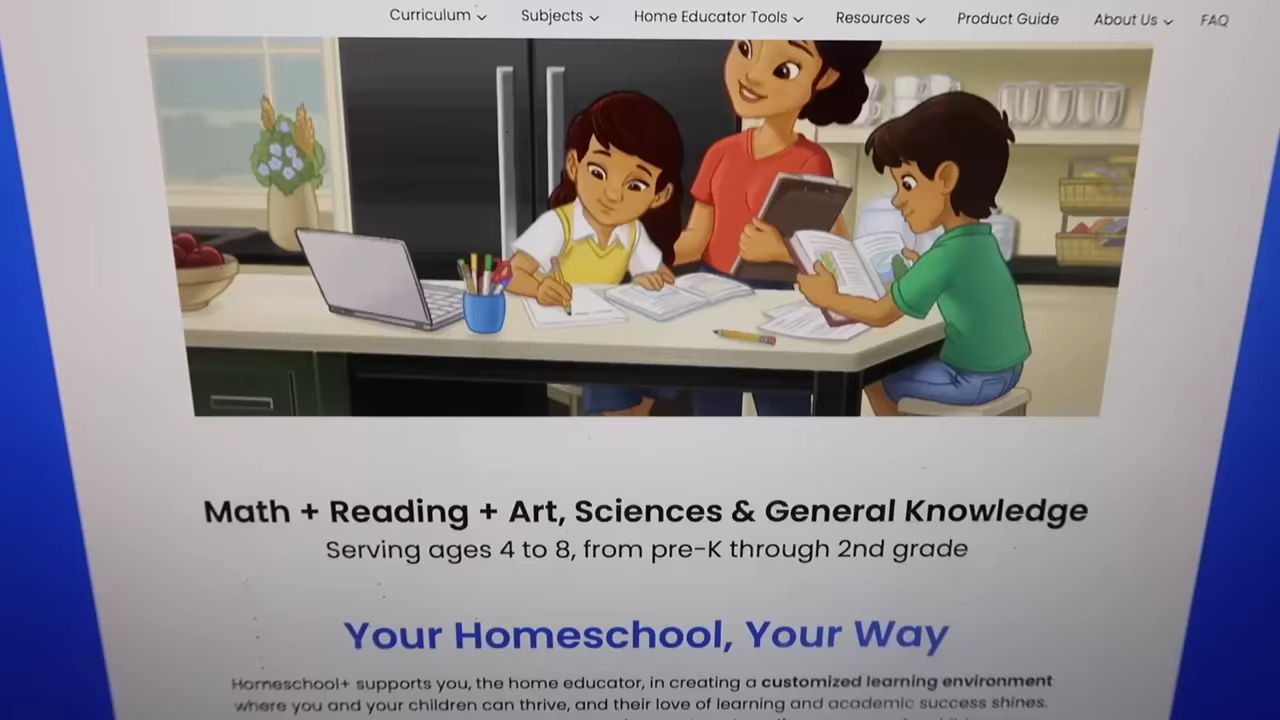 Curriculum Subjects Home Educator Tools Resources Product Guide About Us FAQ
Math + Reading + Art, Sciences & General Knowledge
Serving ages 4 to 8, from pre-K through 2nd grade
Your Homeschool, Your Way
Homeschool+ supports you, the home educator, in creating a customized learning environment
where you and your children can thrive, and their love of learning and academic success shines.